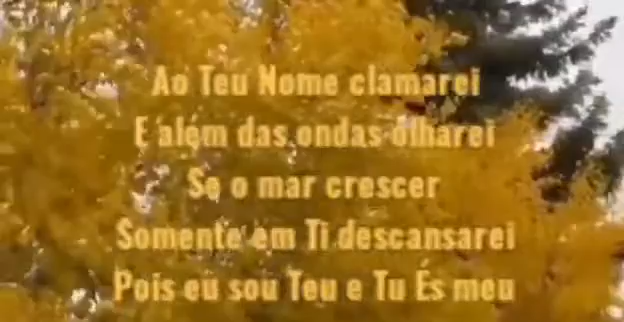 Ao Teu Nome clamarei
E além das ondas olharei
Se o mar crescer
Somente em Ti descansarei
Pois eu sou Teu e Tu És meu